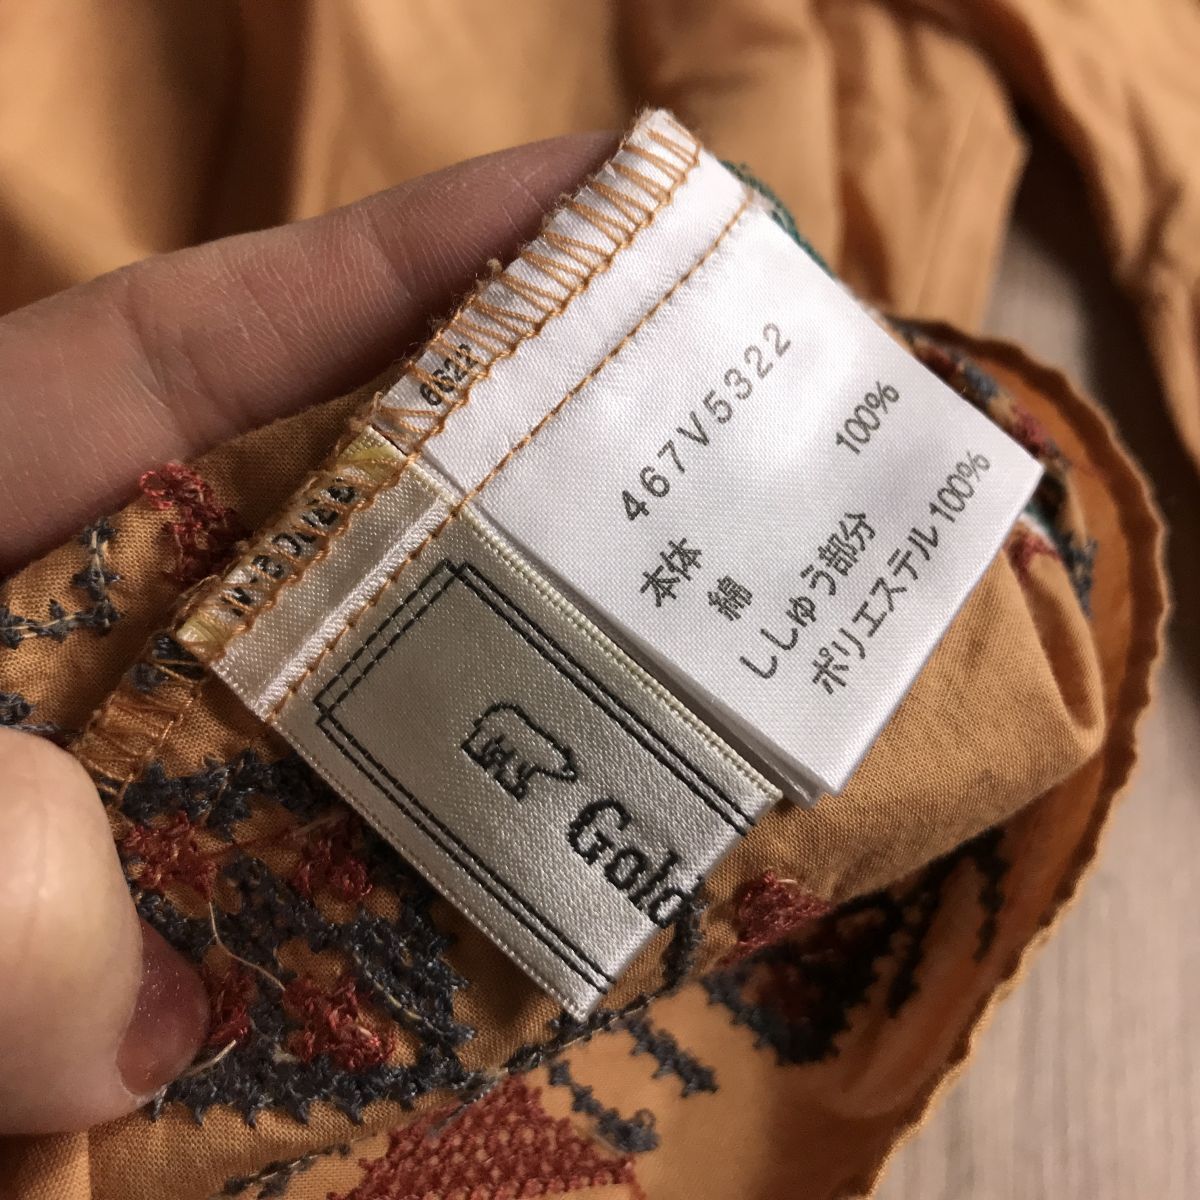 467V5322
本体
綿 100%
ししゅう部分
ポリエステル100%
Gold